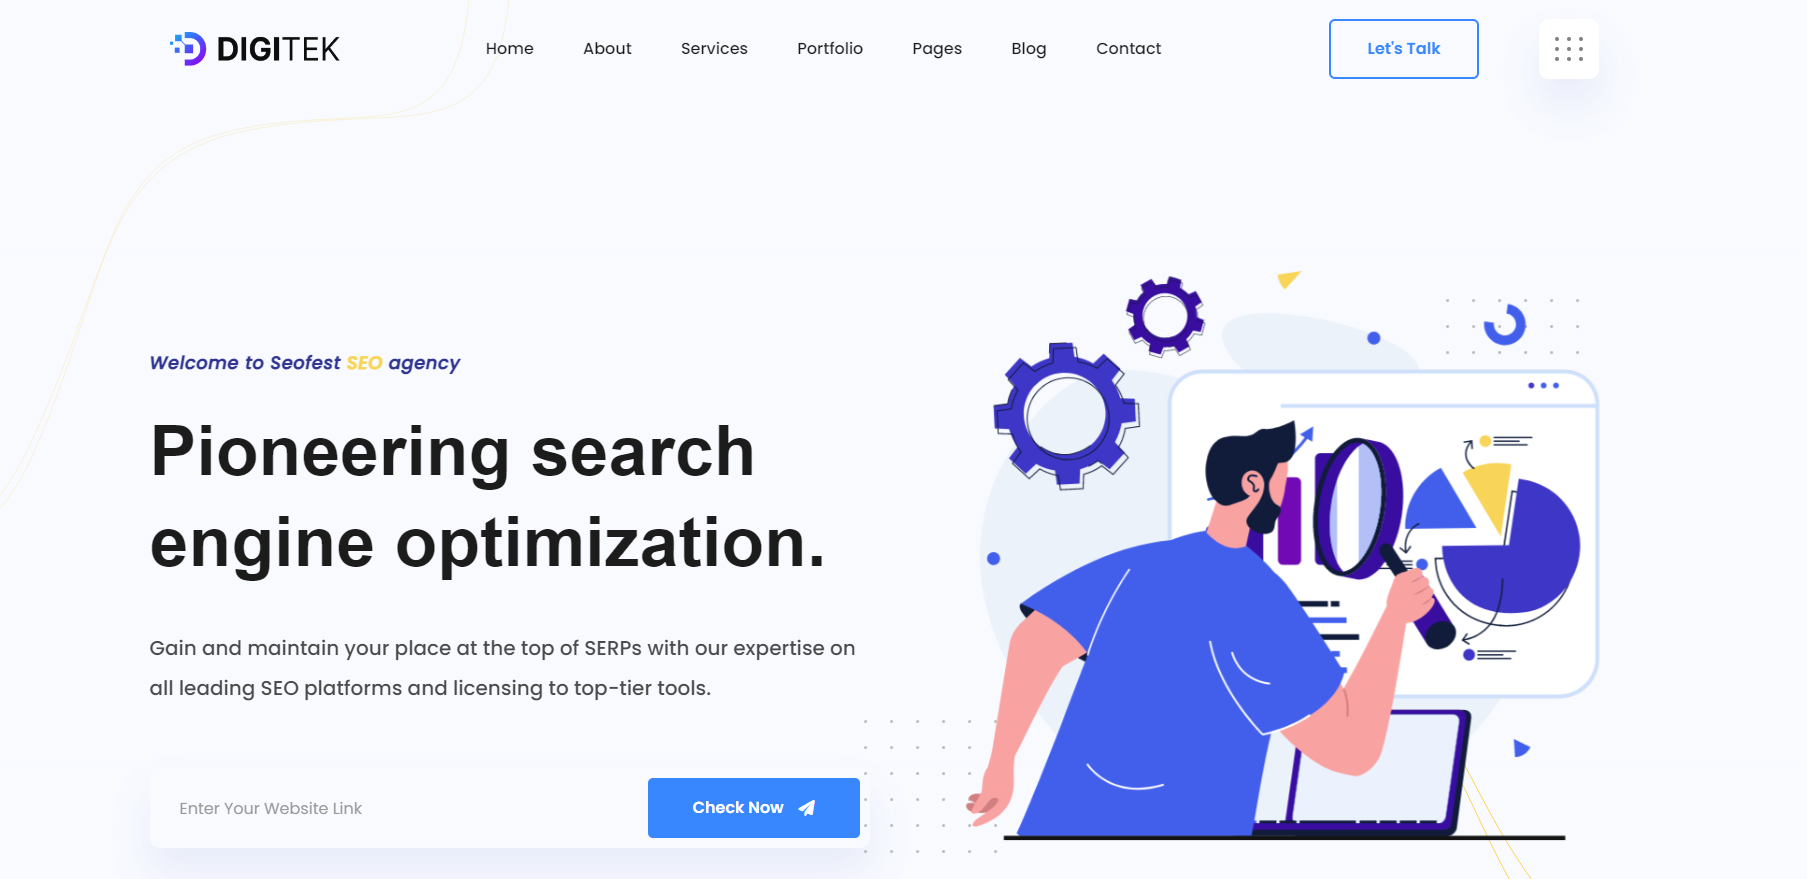 DIGITEK
Home About Services Portfolio Pages Blog Contact
Let's Talk
Welcome to Seofest SEO agency
Pioneering search
engine optimization.
Gain and maintain your place at the top of SERPs with our expertise on
all leading SEO platforms and licensing to top-tier tools.
Enter Your Website Link
Check Now